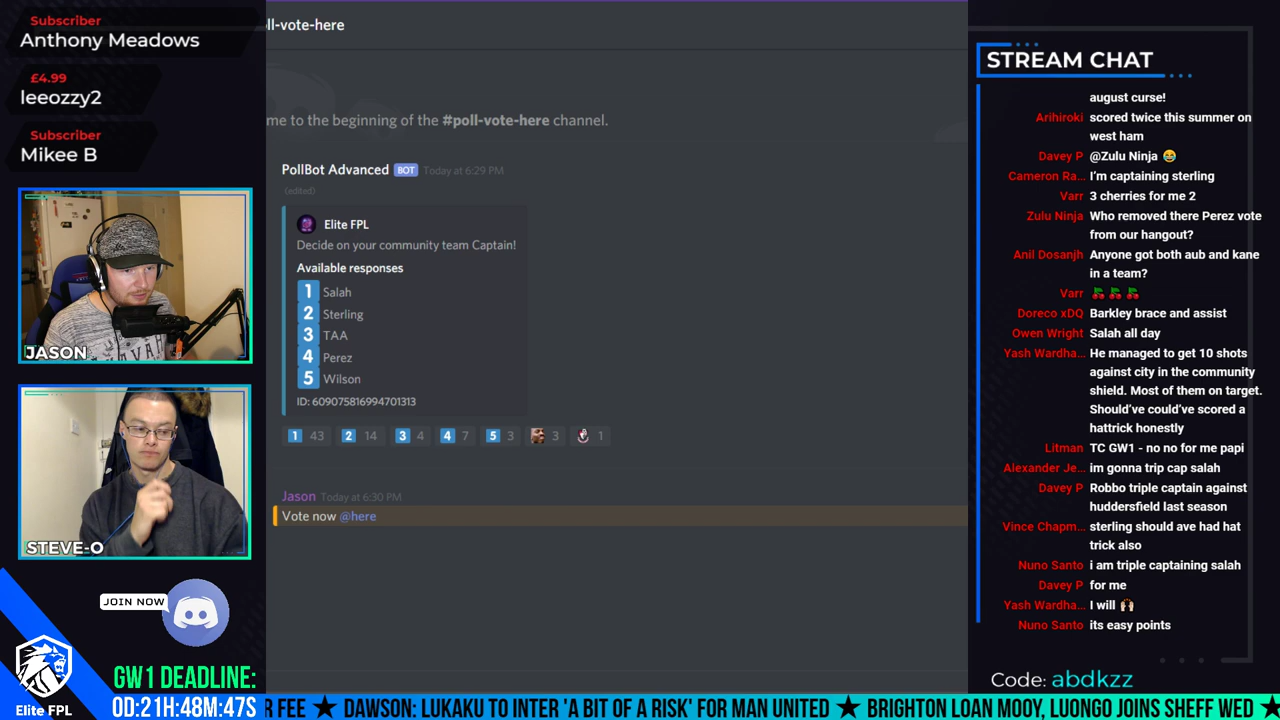 Subscriber
Anthony Meadows
£4.99
leeozzy2
Subscriber
Mikee B
JASON
STEVE-O
JOIN NOW
Elite FPL
GW1 DEADLINE:
0D:21H:48M:47S
ll-vote-here
me to the beginning of the #poll-vote-here channel.
PollBot Advanced BOT Today at 6:29 PM
(edited)
Elite FPL
Decide on your community team Captain!
Available responses
1 Salah
2 Sterling
3 TAA
4 Perez
5 Wilson
ID: 609075816994701313
1 43 2 14 3 4 4 7 5 3 3 1
Jason Today at 6:30 PM
Vote now @here
STREAM CHAT
august curse!
Arihiroki scored twice this summer on
west ham
Davey P @Zulu Ninja 😂
Cameron Ra... I'm captaining sterling
Varr 3 cherries for me 2
Zulu Ninja Who removed there Perez vote
from our hangout?
Anil Dosanjh Anyone got both aub and kane
in a team?
Varr 🍒 🍒 🍒
Doreco xDQ Barkley brace and assist
Owen Wright Salah all day
Yash Wardha... He managed to get 10 shots
against city in the community
shield. Most of them on target.
Should've could've scored a
hattrick honestly
Litman TC GW1 - no no for me papi
Alexander Je... im gonna trip cap salah
Davey P Robbo triple captain against
huddersfield last season
Vince Chapm... sterling should ave had hat
trick also
Nuno Santo i am triple captaining salah
Davey P for me
Yash Wardha... I will 🙌🏻
Nuno Santo its easy points
Code: abdkzz
R FEE ★ DAWSON: LUKAKU TO INTER 'A BIT OF A RISK' FOR MAN UNITED ★ BRIGHTON LOAN MOOY, LUONGO JOINS SHEFF WED ★